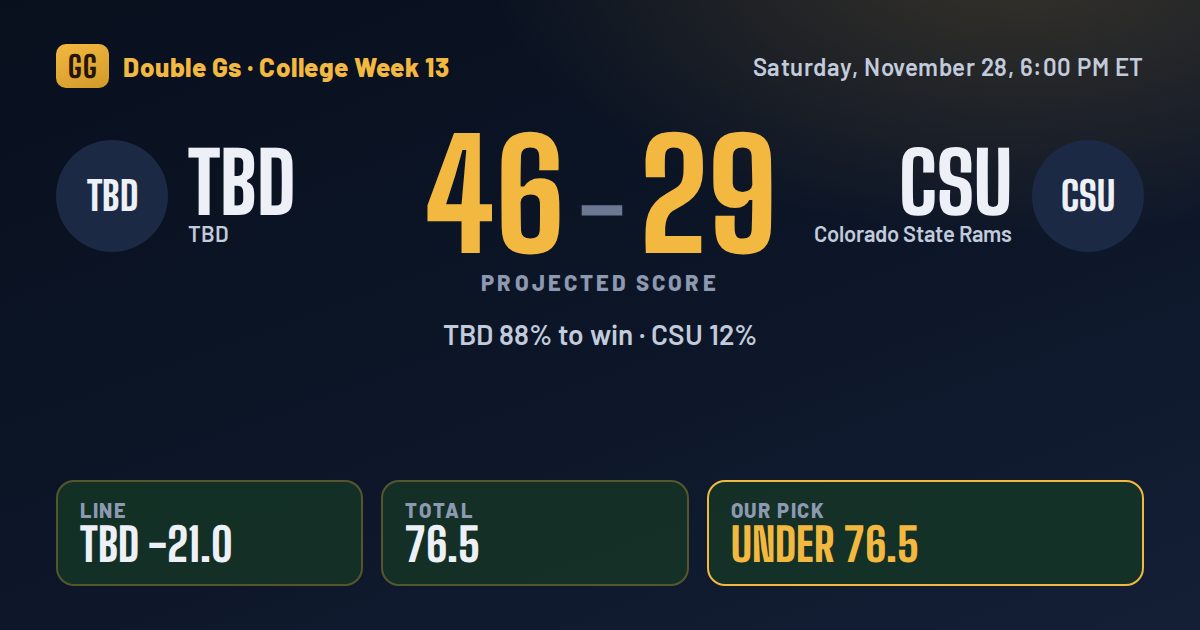 GG Double Gs · College Week 13
Saturday, November 28, 6:00 PM ET
TBD
TBD
TBD
46 – 29
PROJECTED SCORE
TBD 88% to win · CSU 12%
CSU
Colorado State Rams
CSU
LINE
TBD −21.0
TOTAL
76.5
OUR PICK
UNDER 76.5